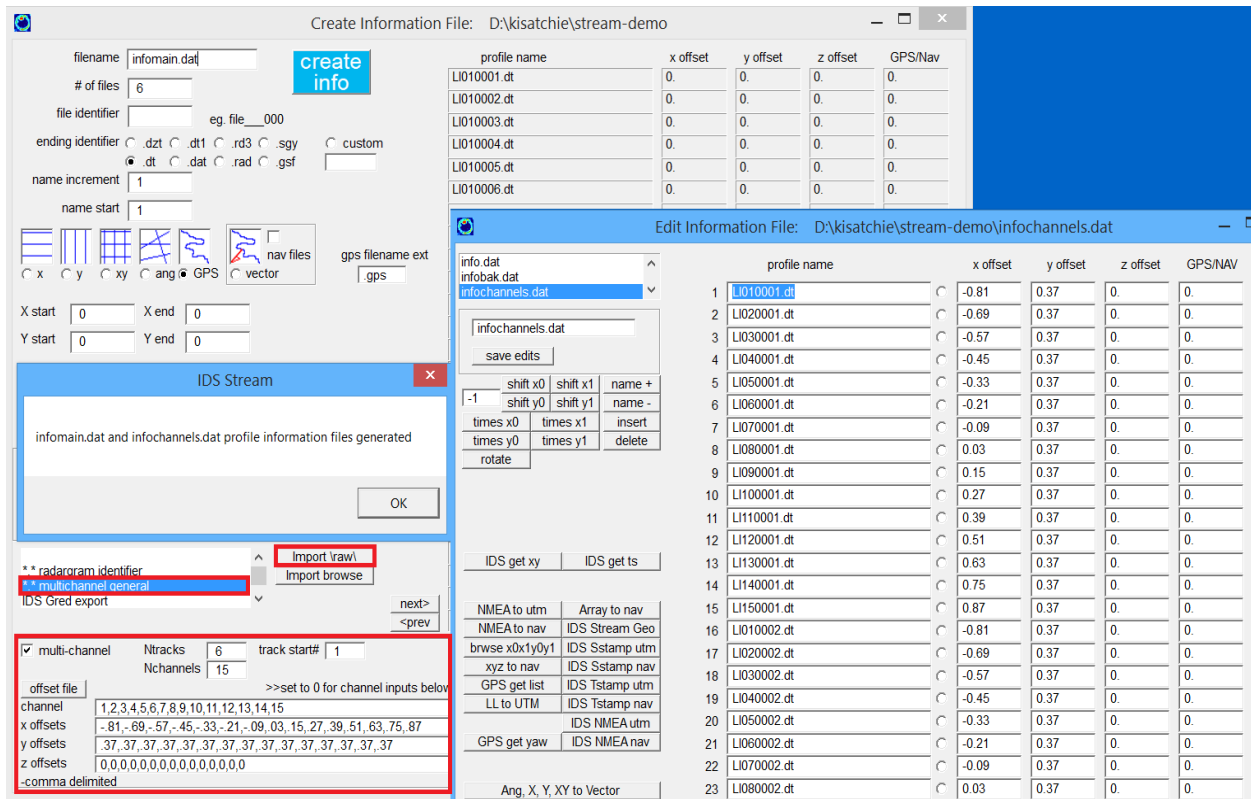 Create Information File: D:\kisatchie\stream-demo
filename infomain.dat
create info
# of files 6
file identifier eg. file___000
ending identifier .dzt .dt1 .rd3 .sgy custom
.dt .dat .rad .gsf
name increment 1
name start 1
nav files
gps filename ext
x y xy ang GPS vector .gps
X start 0 X end 0
Y start 0 Y end 0
profile name x offset y offset z offset GPS/Nav
LI010001.dt 0. 0. 0. 0.
LI010002.dt 0. 0. 0. 0.
LI010003.dt 0. 0. 0. 0.
LI010004.dt 0. 0. 0. 0.
LI010005.dt 0. 0. 0. 0.
LI010006.dt 0. 0. 0. 0.
IDS Stream
infomain.dat and infochannels.dat profile information files generated
OK
*.* radargram identifier
*.* multichannel general
IDS Gred export
Import \raw\
Import browse
next>
<prev
multi-channel Ntracks 6 track start# 1
Nchannels 15
offset file >>set to 0 for channel inputs below
channel 1,2,3,4,5,6,7,8,9,10,11,12,13,14,15
x offsets -.81,-.69,-.57,-.45,-.33,-.21,-.09,.03,.15,.27,.39,.51,.63,.75,.87
y offsets .37,.37,.37,.37,.37,.37,.37,.37,.37,.37,.37,.37,.37,.37,.37
z offsets 0,0,0,0,0,0,0,0,0,0,0,0,0,0,0
-comma delimited
Edit Information File: D:\kisatchie\stream-demo\infochannels.dat
info.dat
infobak.dat
infochannels.dat
infochannels.dat
save edits
shift x0 shift x1 name +
-1 shift y0 shift y1 name -
times x0 times x1 insert
times y0 times y1 delete
rotate
IDS get xy IDS get ts
NMEA to utm Array to nav
NMEA to nav IDS Stream Geo
brwse x0x1y0y1 IDS Sstamp utm
xyz to nav IDS Sstamp nav
GPS get list IDS Tstamp utm
LL to UTM IDS Tstamp nav
IDS NMEA utm
GPS get yaw IDS NMEA nav
Ang, X, Y, XY to Vector
profile name x offset y offset z offset GPS/NAV
1 LI010001.dt -0.81 0.37 0. 0.
2 LI020001.dt -0.69 0.37 0. 0.
3 LI030001.dt -0.57 0.37 0. 0.
4 LI040001.dt -0.45 0.37 0. 0.
5 LI050001.dt -0.33 0.37 0. 0.
6 LI060001.dt -0.21 0.37 0. 0.
7 LI070001.dt -0.09 0.37 0. 0.
8 LI080001.dt 0.03 0.37 0. 0.
9 LI090001.dt 0.15 0.37 0. 0.
10 LI100001.dt 0.27 0.37 0. 0.
11 LI110001.dt 0.39 0.37 0. 0.
12 LI120001.dt 0.51 0.37 0. 0.
13 LI130001.dt 0.63 0.37 0. 0.
14 LI140001.dt 0.75 0.37 0. 0.
15 LI150001.dt 0.87 0.37 0. 0.
16 LI010002.dt -0.81 0.37 0. 0.
17 LI020002.dt -0.69 0.37 0. 0.
18 LI030002.dt -0.57 0.37 0. 0.
19 LI040002.dt -0.45 0.37 0. 0.
20 LI050002.dt -0.33 0.37 0. 0.
21 LI060002.dt -0.21 0.37 0. 0.
22 LI070002.dt -0.09 0.37 0. 0.
23 LI080002.dt 0.03 0.37 0. 0.